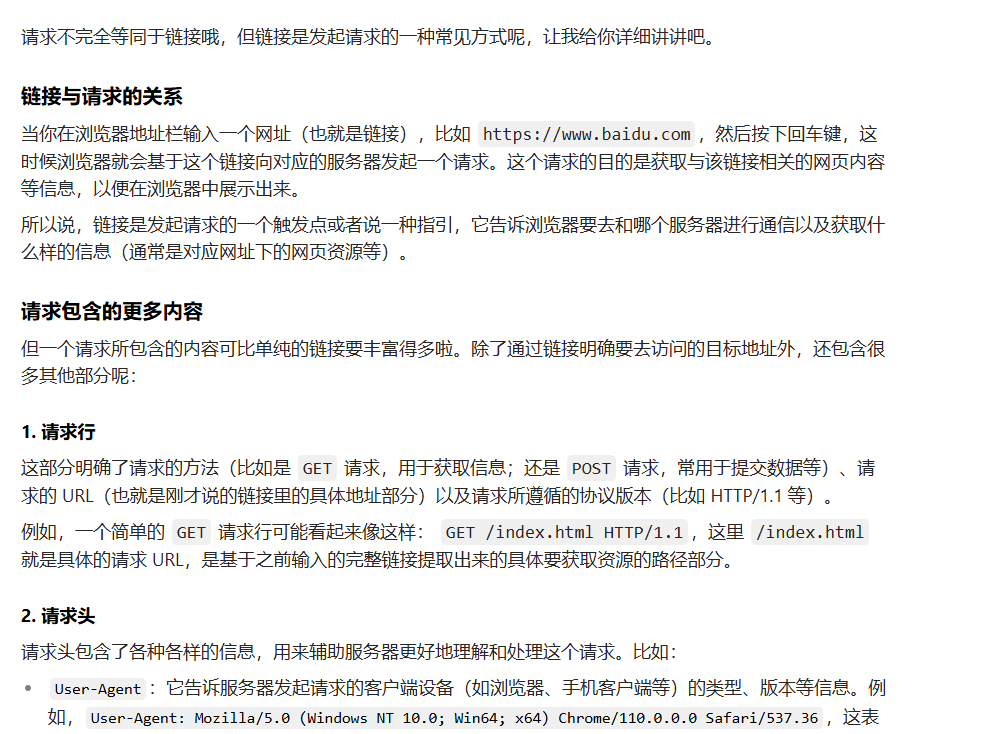 请求不完全等同于链接哦，但链接是发起请求的一种常见方式呢，让我给你详细讲讲吧。
链接与请求的关系
当你在浏览器地址栏输入一个网址（也就是链接），比如 https://www.baidu.com ，然后按下回车键，这
时候浏览器就会基于这个链接向对应的服务器发起一个请求。这个请求的目的是获取与该链接相关的网页内容
等信息，以便在浏览器中展示出来。
所以说，链接是发起请求的一个触发点或者说一种指引，它告诉浏览器要去和哪个服务器进行通信以及获取什
么样的信息（通常是对应网址下的网页资源等）。
请求包含的更多内容
但一个请求所包含的内容可比单纯的链接要丰富得多啦。除了通过链接明确要去访问的目标地址外，还包含很
多其他部分呢：
1. 请求行
这部分明确了请求的方法（比如是 GET 请求，用于获取信息；还是 POST 请求，常用于提交数据等）、请
求的 URL（也就是刚才说的链接里的具体地址部分）以及请求所遵循的协议版本（比如 HTTP/1.1 等）。
例如，一个简单的 GET 请求行可能看起来像这样： GET /index.html HTTP/1.1 ，这里 /index.html
就是具体的请求 URL，是基于之前输入的完整链接提取出来的具体要获取资源的路径部分。
2. 请求头
请求头包含了各种各样的信息，用来辅助服务器更好地理解和处理这个请求。比如：
• User-Agent ：它告诉服务器发起请求的客户端设备（如浏览器、手机客户端等）的类型、版本等信息。例
如， User-Agent: Mozilla/5.0 (Windows NT 10.0; Win64; x64) Chrome/110.0.0.0 Safari/537.36 ，这表